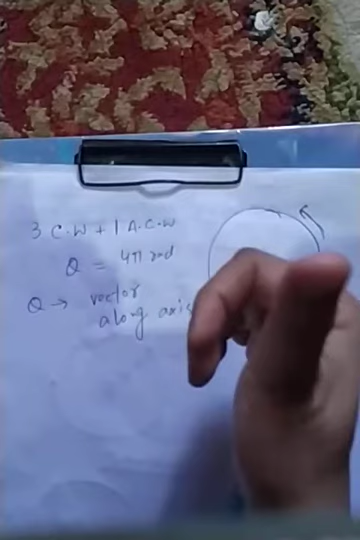 3 C.W + 1 A.C.W
Q = 4π rad
Q → vector
along axis